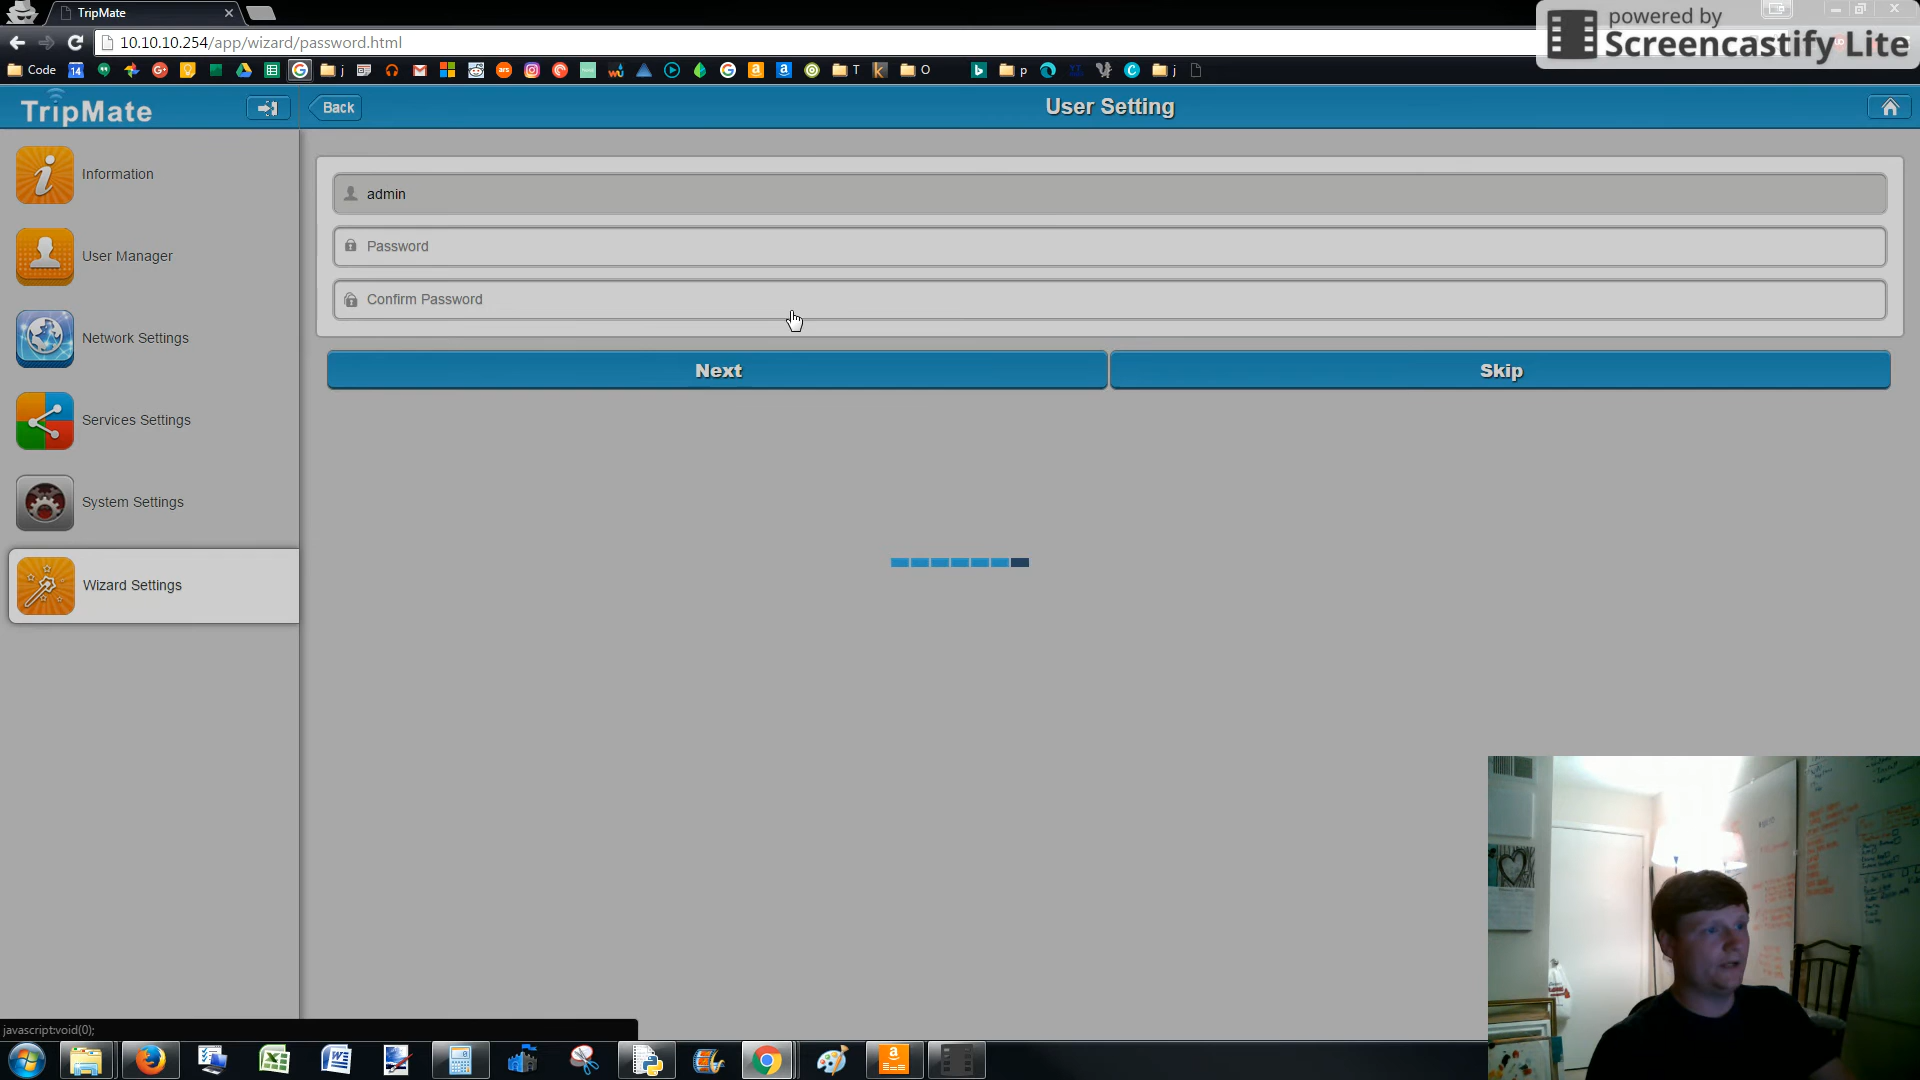 TripMate
powered by
Screencastify Lite
10.10.10.254/app/wizard/password.html
Code
14
j
T
O
p
j
TripMate
Back
User Setting
Information
admin
Password
User Manager
Confirm Password
Network Settings
Next
Skip
Services Settings
System Settings
Wizard Settings
javascript:void(0);